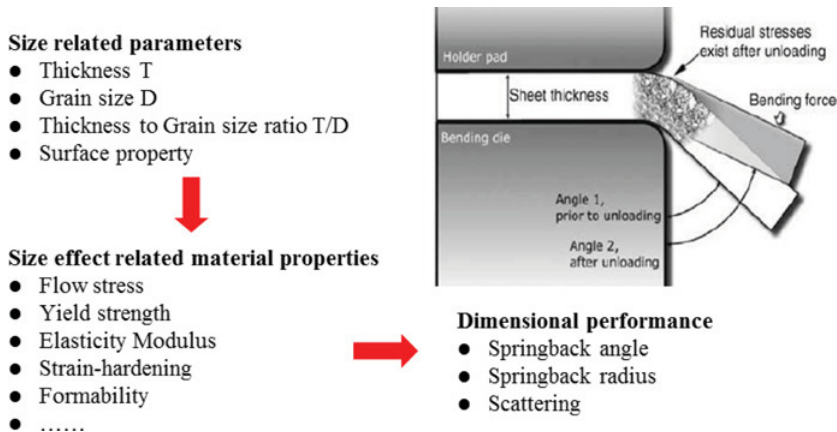 Size related parameters
● Thickness T
● Grain size D
● Thickness to Grain size ratio T/D
● Surface property
Size effect related material properties
● Flow stress
● Yield strength
● Elasticity Modulus
● Strain-hardening
● Formability
● ......
Holder pad
Sheet thickness
Bending die
Residual stresses
exist after unloading
Bending force
Angle 1,
prior to unloading
Angle 2,
after unloading
Dimensional performance
● Springback angle
● Springback radius
● Scattering